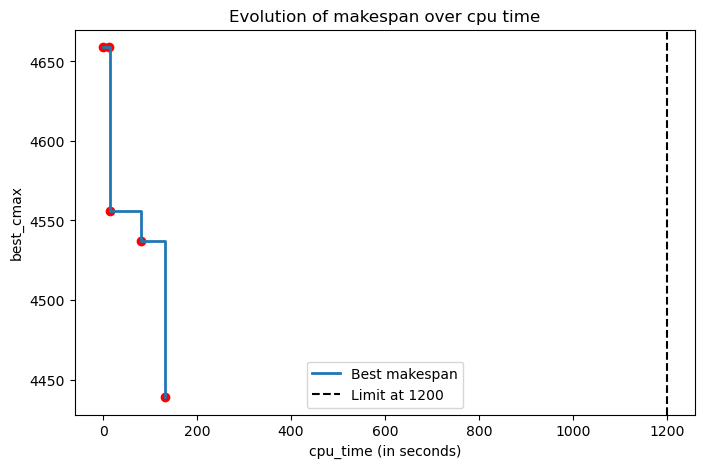 Evolution of makespan over cpu time
best_cmax
4650
4600
4550
4500
4450
Best makespan
Limit at 1200
0 200 400 600 800 1000 1200
cpu_time (in seconds)